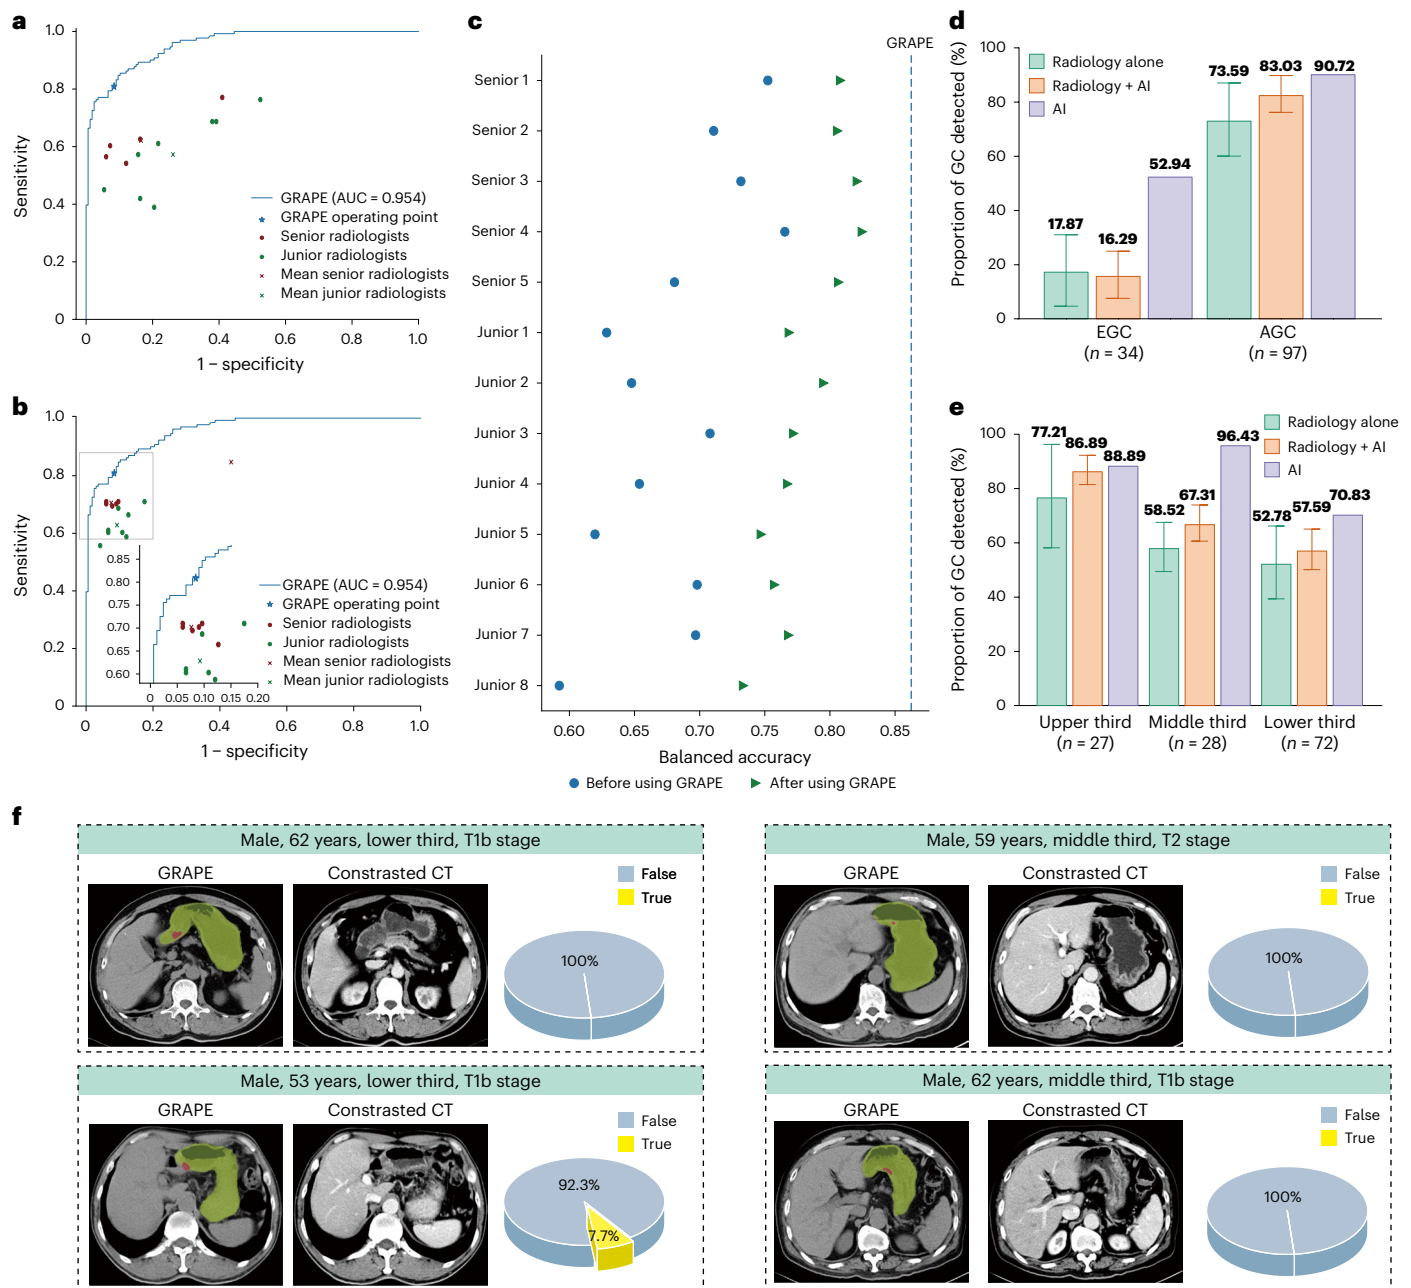 a
1.0
0.8
0.6
0.4
0.2
0
Sensitivity
0
0.2
0.4
0.6
0.8
1.0
1 – specificity
GRAPE (AUC = 0.954)
GRAPE operating point
Senior radiologists
Junior radiologists
Mean senior radiologists
Mean junior radiologists
b
1.0
0.8
0.6
0.4
0.2
0
Sensitivity
0
0.2
0.4
0.6
0.8
1.0
1 – specificity
0.85
0.80
0.75
0.70
0.65
0.60
0
0.05
0.10
0.15
0.20
GRAPE (AUC = 0.954)
GRAPE operating point
Senior radiologists
Junior radiologists
Mean senior radiologists
Mean junior radiologists
c
GRAPE
Senior 1
Senior 2
Senior 3
Senior 4
Senior 5
Junior 1
Junior 2
Junior 3
Junior 4
Junior 5
Junior 6
Junior 7
Junior 8
0.60
0.65
0.70
0.75
0.80
0.85
Balanced accuracy
Before using GRAPE
After using GRAPE
d
Proportion of GC detected (%)
100
80
60
40
20
0
Radiology alone
Radiology + AI
AI
17.87
16.29
52.94
73.59
83.03
90.72
EGC
(n = 34)
AGC
(n = 97)
e
Proportion of GC detected (%)
100
80
60
40
20
0
Radiology alone
Radiology + AI
AI
77.21
86.89
88.89
58.52
67.31
96.43
52.78
57.59
70.83
Upper third
(n = 27)
Middle third
(n = 28)
Lower third
(n = 72)
f
Male, 62 years, lower third, T1b stage
GRAPE
Constrasted CT
False
True
100%
Male, 59 years, middle third, T2 stage
GRAPE
Constrasted CT
False
True
100%
Male, 53 years, lower third, T1b stage
GRAPE
Constrasted CT
False
True
92.3%
7.7%
Male, 62 years, middle third, T1b stage
GRAPE
Constrasted CT
False
True
100%